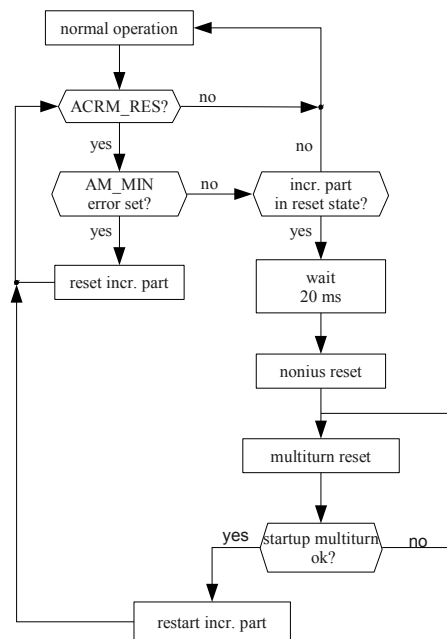 normal operation
ACRM_RES?
no
yes
no
AM_MIN
error set?
no
incr. part
in reset state?
yes
yes
reset incr. part
wait
20 ms
nonius reset
multiturn reset
yes
startup multiturn
ok?
no
restart incr. part